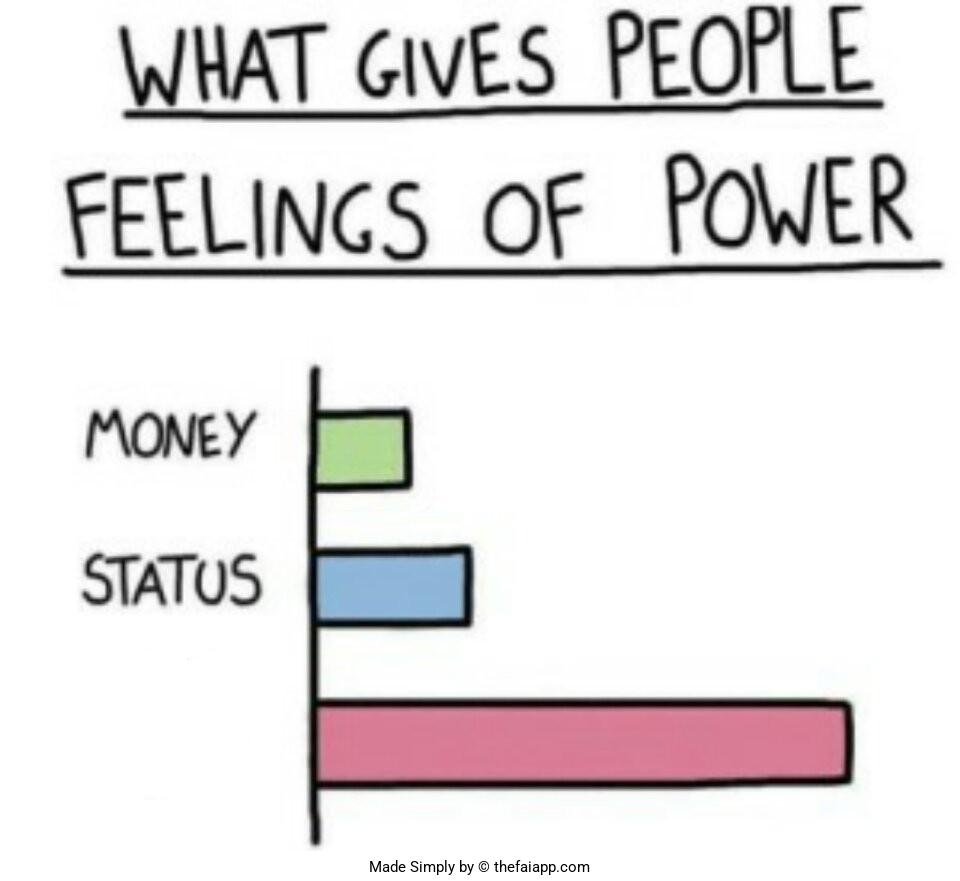 WHAT GIVES PEOPLE
FEELINGS OF POWER
MONEY
STATUS
Made Simply by © thefaiapp.com